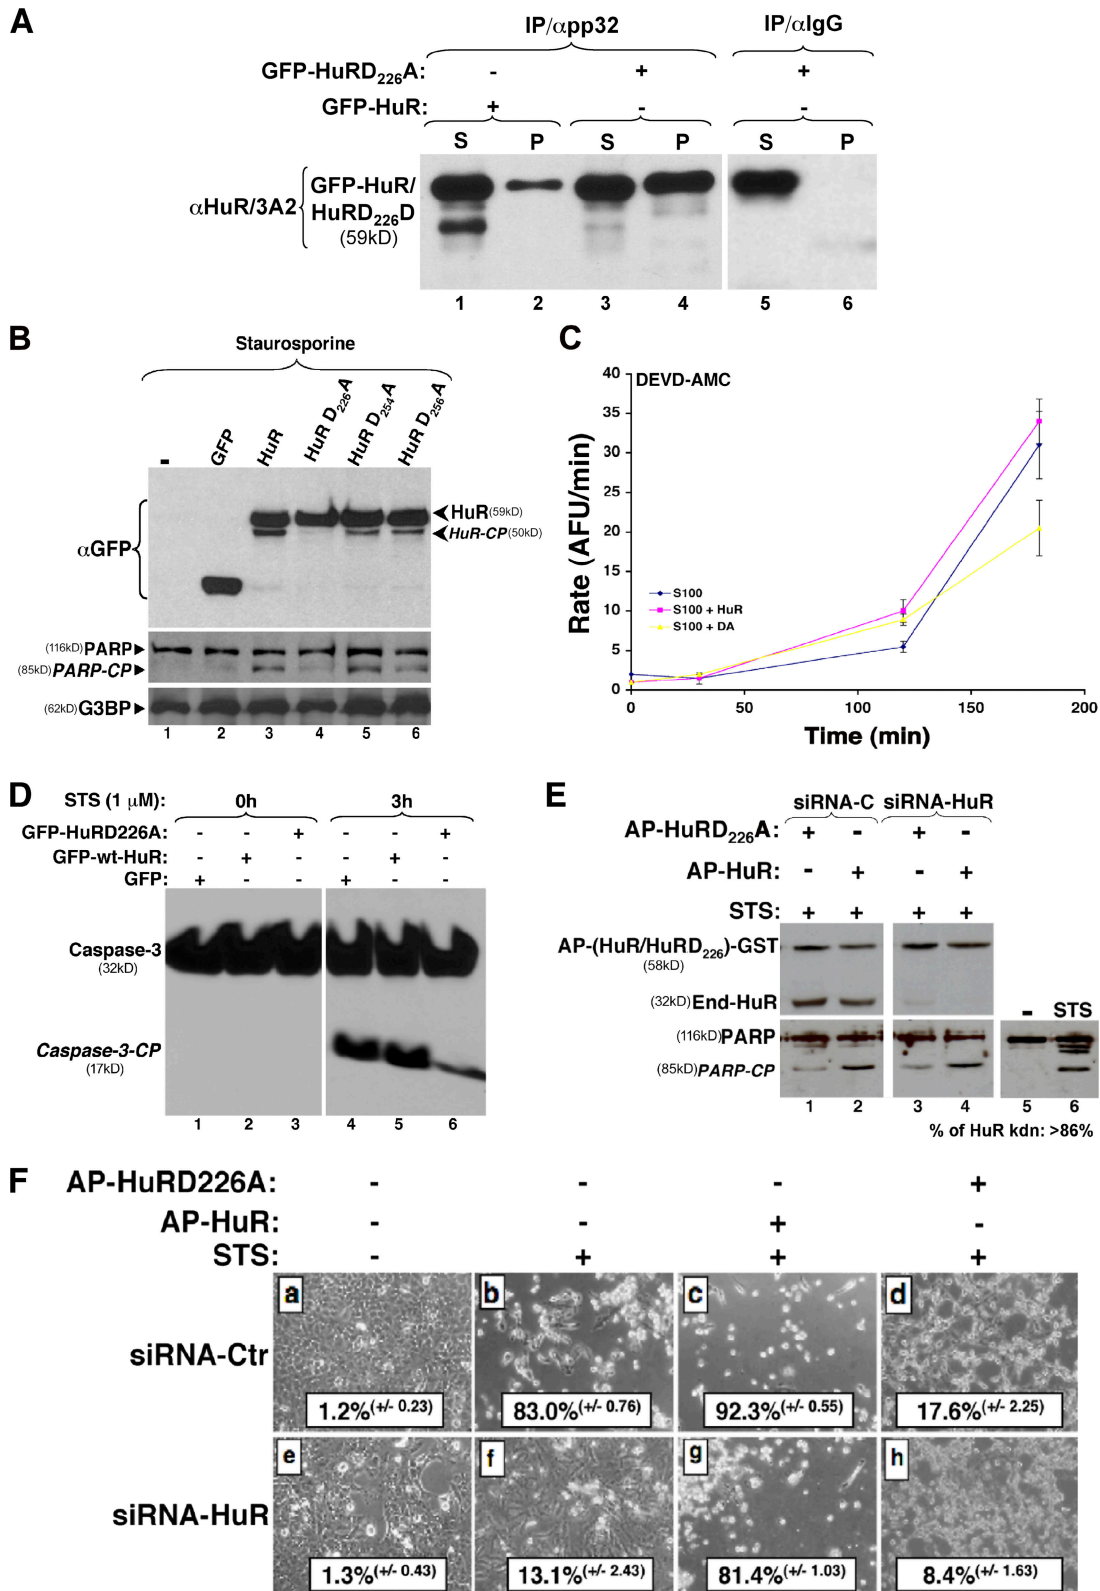 A
IP/αpp32 IP/αIgG
GFP-HuRD226A: - + +
GFP-HuR: + - -
S P S P S P
αHuR/3A2 GFP-HuR/
HuRD226D
(59kD)
1 2 3 4 5 6
B
Staurosporine
- GFP HuR HuR D226A HuR D254A HuR D256A
αGFP
HuR(59kD)
HuR-CP(50kD)
(116kD)PARP
(85kD)PARP-CP
(62kD)G3BP
1 2 3 4 5 6
C
DEVD-AMC
Rate (AFU/min)
40
35
30
25
20
15
10
5
0
S100
S100 + HuR
S100 + DA
0 50 100 150 200
Time (min)
D
STS (1 μM): 0h 3h
GFP-HuRD226A: - - + - - +
GFP-wt-HuR: - + - - + -
GFP: + - - + - -
Caspase-3
(32kD)
Caspase-3-CP
(17kD)
1 2 3 4 5 6
E
siRNA-C siRNA-HuR
AP-HuRD226A: + - + -
AP-HuR: - + - +
STS: + + + +
AP-(HuR/HuRD226)-GST
(58kD)
(32kD)End-HuR
- STS
(116kD)PARP
(85kD)PARP-CP
1 2 3 4 5 6
% of HuR kdn: >86%
F
AP-HuRD226A: - - - +
AP-HuR: - - + -
STS: - + + +
siRNA-Ctr
a b c d
1.2%(+/- 0.23) 83.0%(+/- 0.76) 92.3%(+/- 0.55) 17.6%(+/- 2.25)
siRNA-HuR
e f g h
1.3%(+/- 0.43) 13.1%(+/- 2.43) 81.4%(+/- 1.03) 8.4%(+/- 1.63)